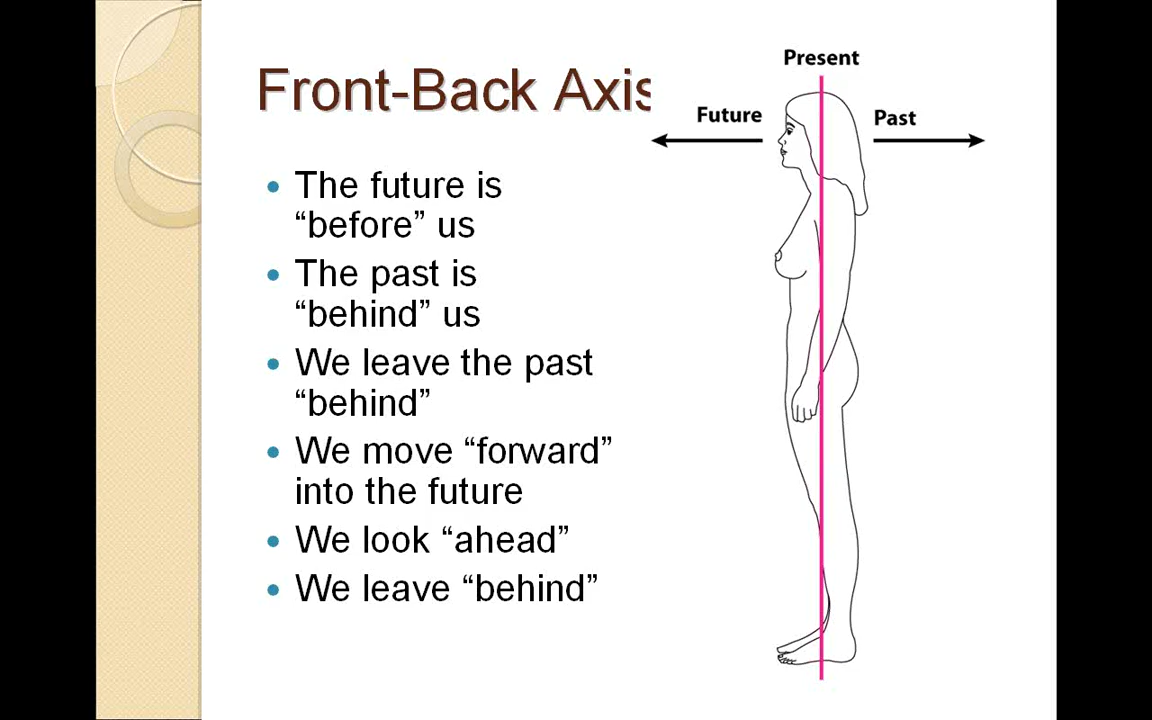 Front-Back Axis
The future is
“before” us
The past is
“behind” us
We leave the past
“behind”
We move “forward”
into the future
We look “ahead”
We leave “behind”
Present
Future
Past